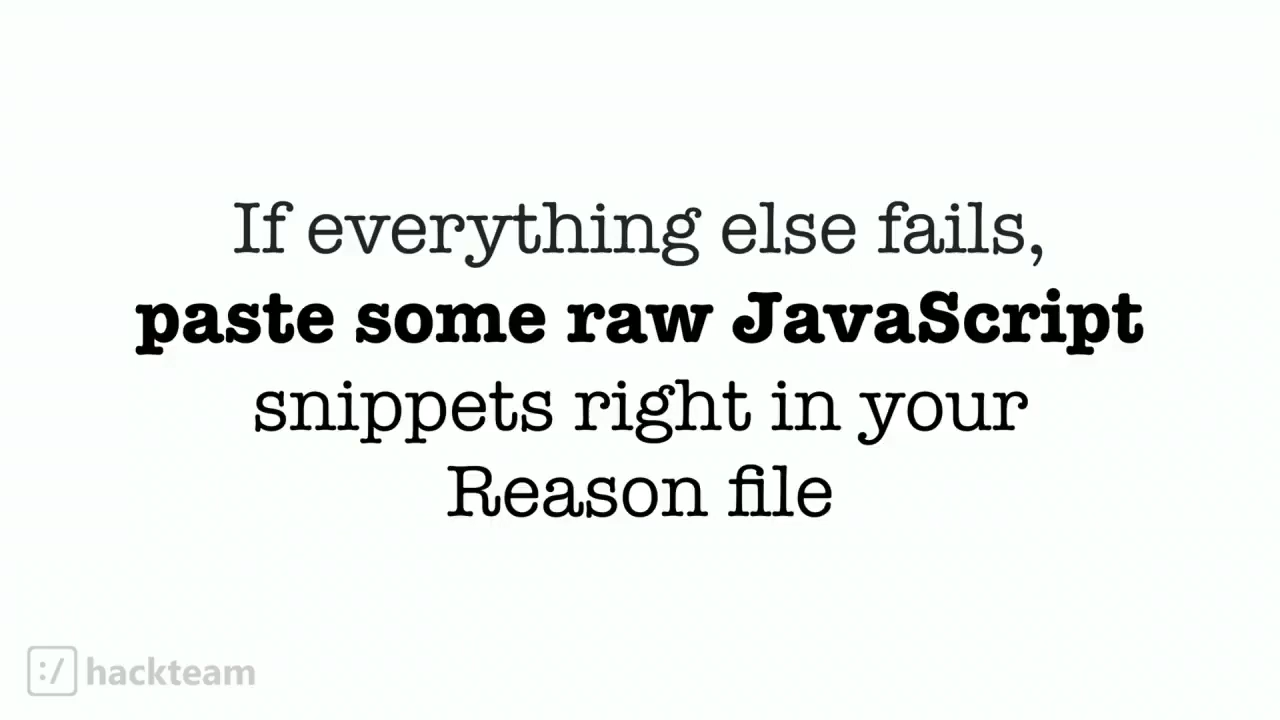 If everything else fails,
paste some raw JavaScript
snippets right in your
Reason file
:/ hackteam